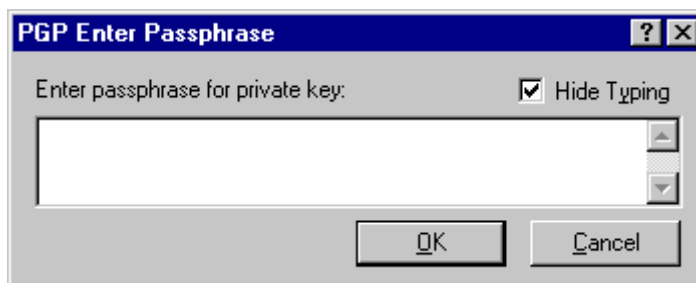 PGP Enter Passphrase
Enter passphrase for private key: Hide Typing
OK Cancel